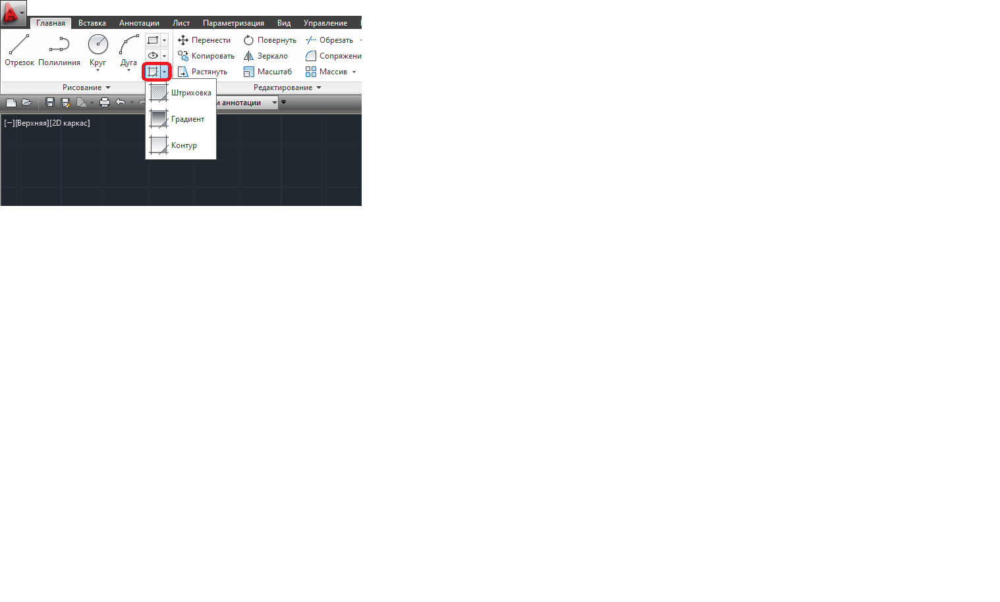 Главная Вставка Аннотации Лист Параметризация Вид Управление
Перенести Повернуть Обрезать
Копировать Зеркало Сопряжени
Отрезок Полилиния Круг Дуга
Растянуть Масштаб Массив
Рисование Редактирование
Штриховка
и аннотации
Градиент
[−][Верхняя][2D каркас]
Контур